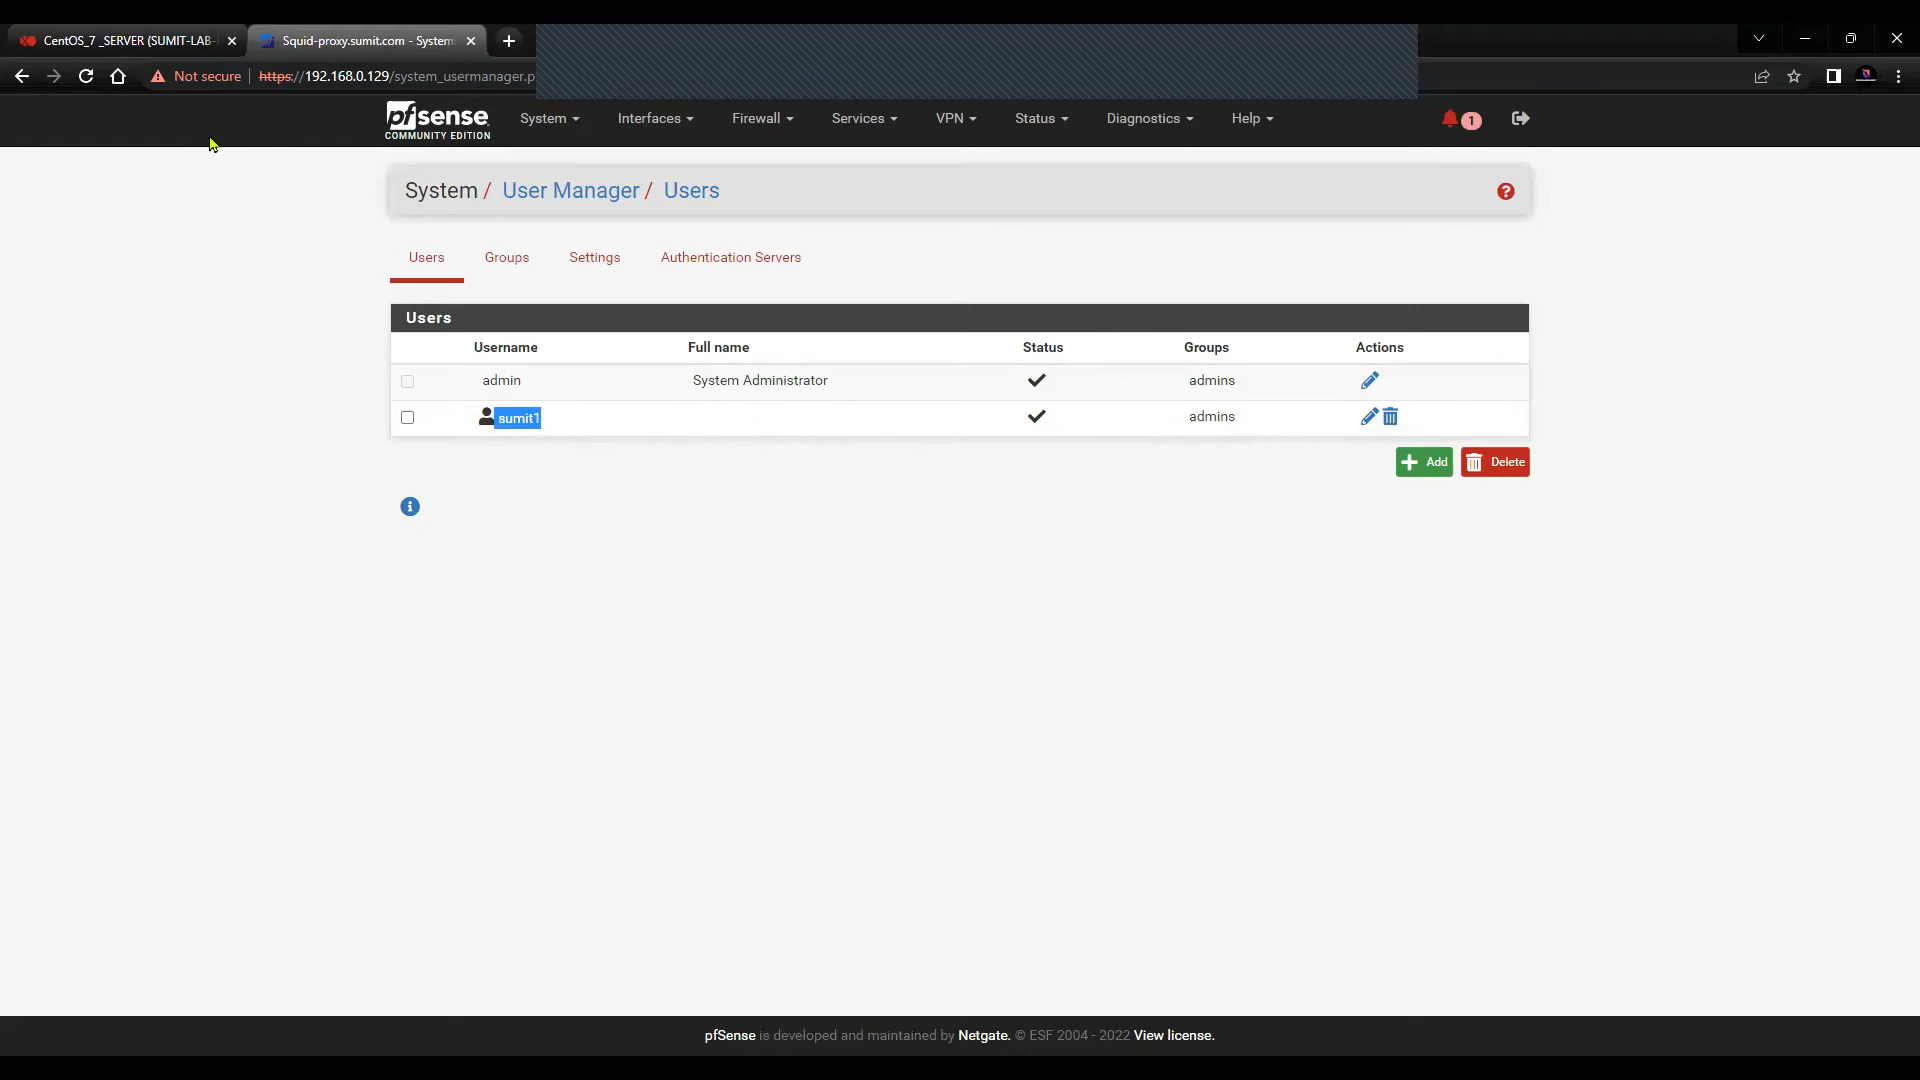 CentOS_7 _SERVER (SUMIT-LAB-
Squid-proxy.sumit.com - System
Not secure https://192.168.0.129/system_usermanager.p
pfsense
COMMUNITY EDITION
System Interfaces Firewall Services VPN Status Diagnostics Help 1
System / User Manager / Users
Users Groups Settings Authentication Servers
Users
Username Full name Status Groups Actions
admin System Administrator admins
sumit1 admins
Add Delete
pfSense is developed and maintained by Netgate. © ESF 2004 - 2022 View license.